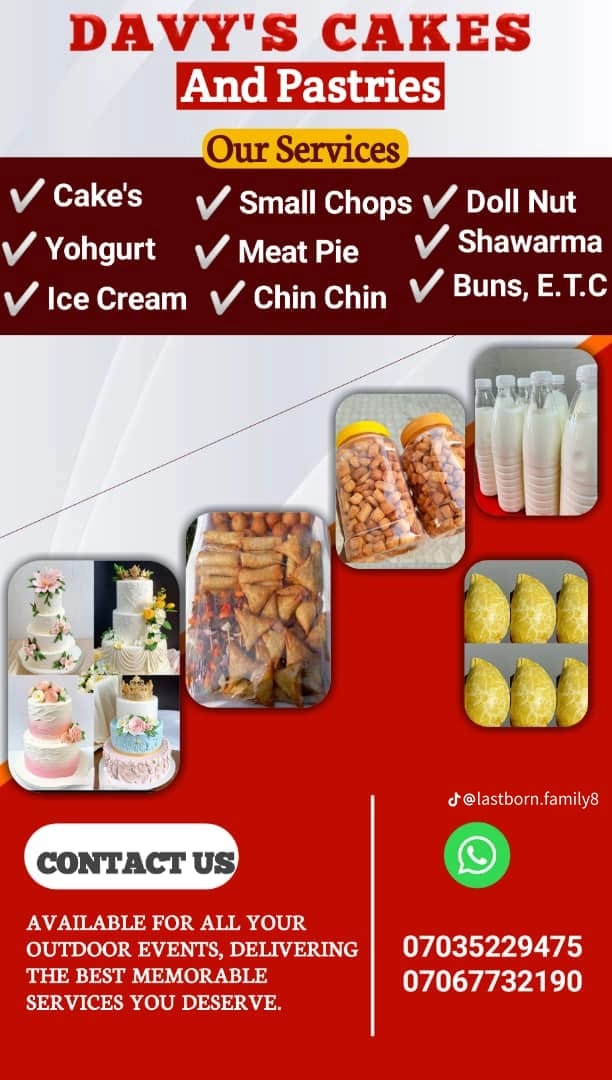 DAVY'S CAKES
And Pastries
Our Services
Cake's
Small Chops
Doll Nut
Yohgurt
Meat Pie
Shawarma
Ice Cream
Chin Chin
Buns, E.T.C
@lastborn.family8
CONTACT US
AVAILABLE FOR ALL YOUR
OUTDOOR EVENTS, DELIVERING
THE BEST MEMORABLE
SERVICES YOU DESERVE.
07035229475
07067732190